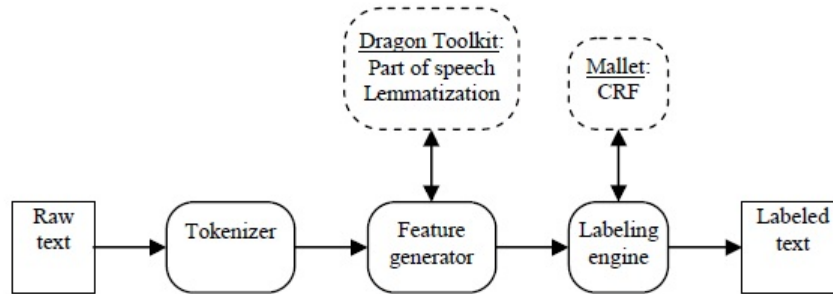 Dragon Toolkit:
Part of speech
Lemmatization
Mallet:
CRF
Raw
text
Tokenizer
Feature
generator
Labeling
engine
Labeled
text